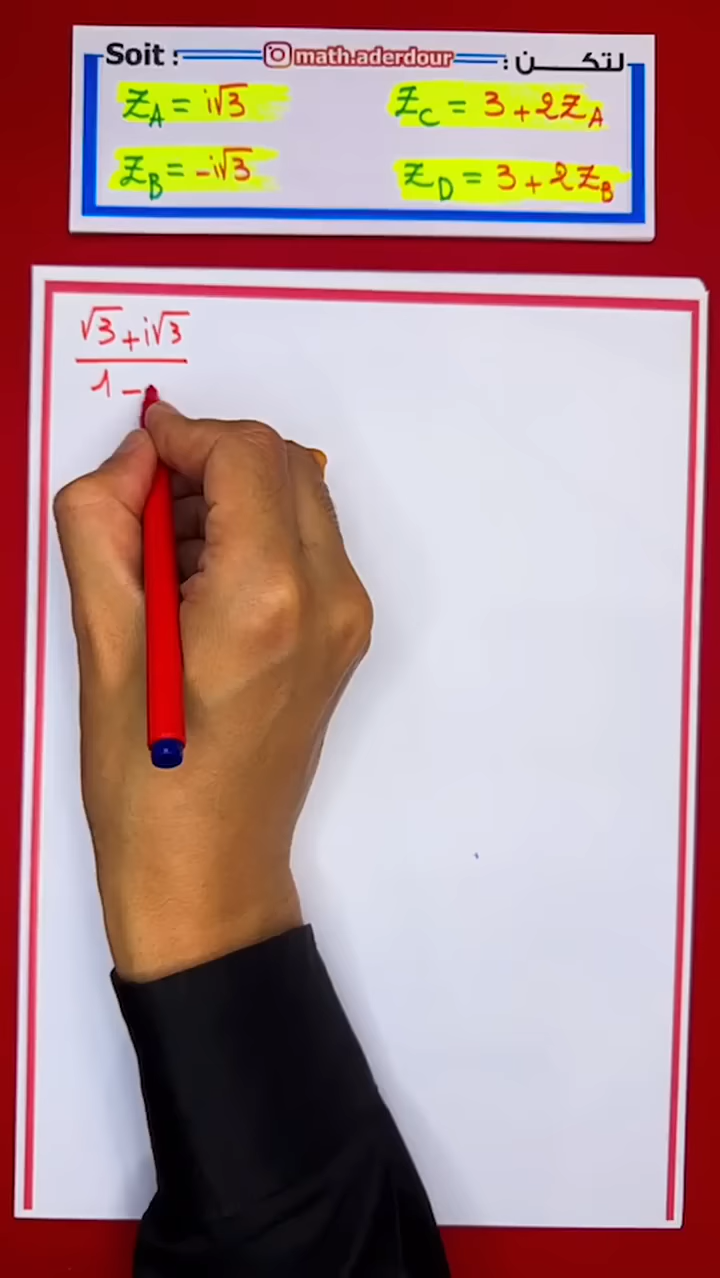 Soit : math.aderdour لتكن :
Z_A = i√3 Z_C = 3 + 2Z_A
Z_B = -i√3 Z_D = 3 + 2Z_B
√3 + i√3
1 -